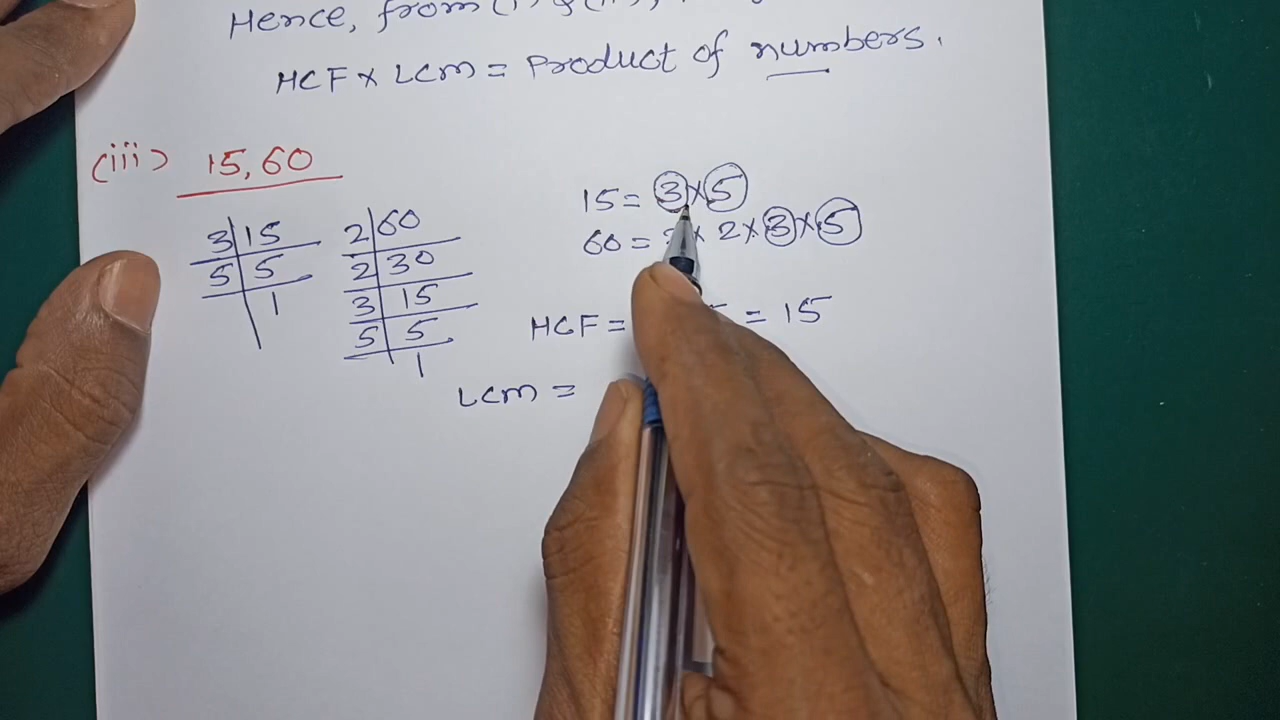 Hence, from
HCF x LCM = Product of numbers.
(iii) 15, 60
3 | 15
5 | 5
1
2 | 60
2 | 30
3 | 15
5 | 5
1
15 = 3 x 5
60 = x 2 x 3 x 5
HCF = = 15
LCM =